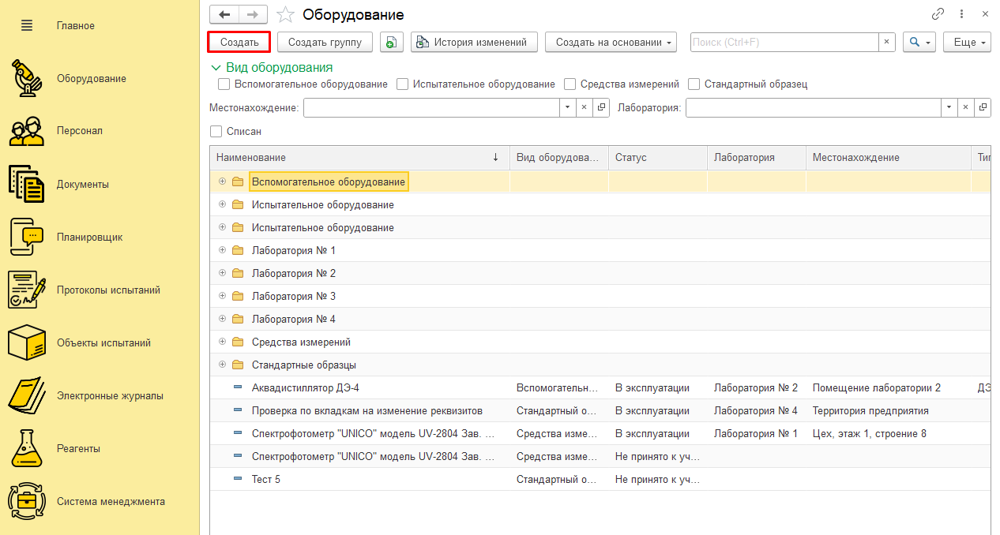 Главное
Оборудование
Персонал
Документы
Планировщик
Протоколы испытаний
Объекты испытаний
Электронные журналы
Реагенты
Система менеджмента
Оборудование
Создать Создать группу История изменений Создать на основании Поиск (Ctrl+F) × Еще
Вид оборудования
Вспомогательное оборудование Испытательное оборудование Средства измерений Стандартный образец
Местонахождение: × Лаборатория: ×
Списан
Наименование ↓ Вид оборудова... Статус Лаборатория Местонахождение Тип
Вспомогательное оборудование
Испытательное оборудование
Испытательное оборудование
Лаборатория № 1
Лаборатория № 2
Лаборатория № 3
Лаборатория № 4
Средства измерений
Стандартные образцы
Аквадистиллятор ДЭ-4 Вспомогательн... В эксплуатации Лаборатория № 2 Помещение лаборатории 2 ДЭ
Проверка по вкладкам на изменение реквизитов Стандартный о... В эксплуатации Лаборатория № 4 Территория предприятия
Спектрофотометр "UNICO" модель UV-2804 Зав. ... Средства изме... В эксплуатации Лаборатория № 1 Цех, этаж 1, строение 8
Спектрофотометр "UNICO" модель UV-2804 Зав. ... Средства изме... Не принято к уч...
Тест 5 Стандартный о... Не принято к уч...